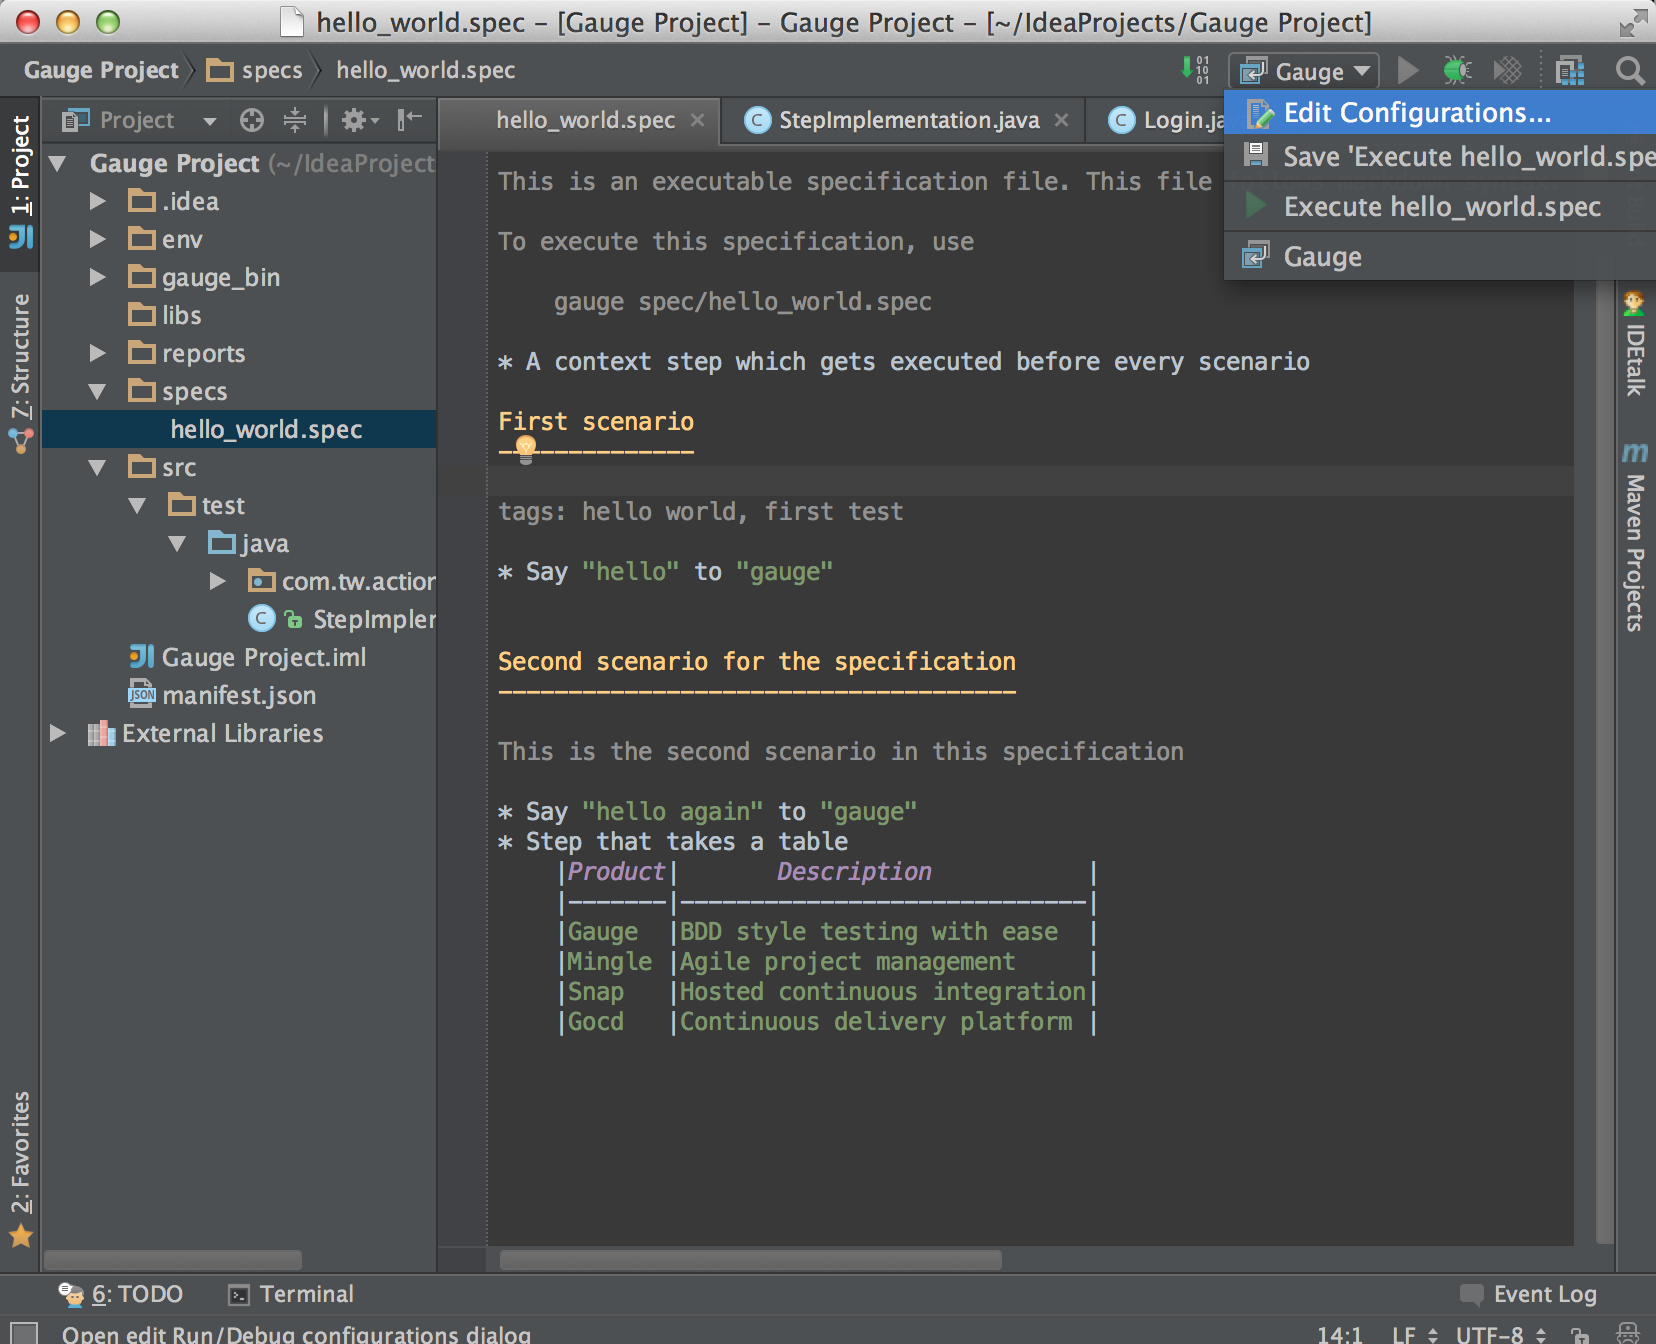 hello_world.spec – [Gauge Project] – Gauge Project – [~/IdeaProjects/Gauge Project]
Gauge Project specs hello_world.spec
Gauge
Edit Configurations...
Save 'Execute hello_world.spe
Execute hello_world.spec
Gauge
1: Project
7: Structure
2: Favorites
Project
Gauge Project (~/IdeaProject
.idea
env
gauge_bin
libs
reports
specs
hello_world.spec
src
test
java
com.tw.action
StepImpler
Gauge Project.iml
manifest.json
External Libraries
hello_world.spec StepImplementation.java Login.ja
This is an executable specification file. This file
To execute this specification, use
gauge spec/hello_world.spec
* A context step which gets executed before every scenario
First scenario
--------------
tags: hello world, first test
* Say "hello" to "gauge"
Second scenario for the specification
-------------------------------------
This is the second scenario in this specification
* Say "hello again" to "gauge"
* Step that takes a table
|Product| Description |
|-------|-----------------------------|
|Gauge |BDD style testing with ease |
|Mingle |Agile project management |
|Snap |Hosted continuous integration|
|Gocd |Continuous delivery platform |
IDEtalk
Maven Projects
6: TODO Terminal Event Log
Open edit Run/Debug configurations dialog 14:1 LF UTF-8